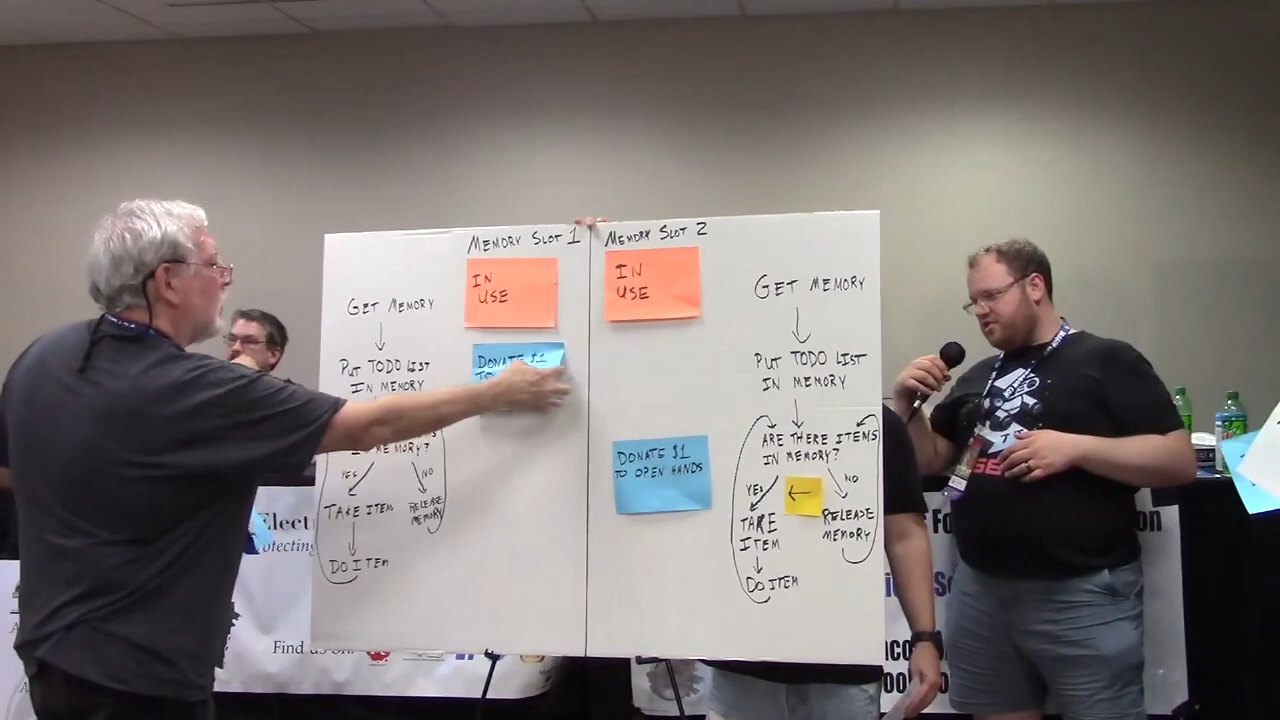 MEMORY SLOT 1
IN
USE
DONATE $1
GET MEMORY
PUT TODO LIST
IN MEMORY
YES
NO
TAKE ITEM
RELEASE
MEMORY
DO ITEM
MEMORY SLOT 2
IN
USE
DONATE $1
TO OPEN HANDS
GET MEMORY
PUT TODO LIST
IN MEMORY
ARE THERE ITEMS
IN MEMORY?
YES
←
NO
TAKE
ITEM
RELEASE
MEMORY
DO ITEM
Find us on: